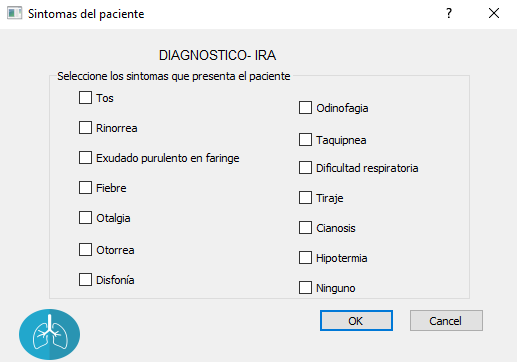 Sintomas del paciente
?
DIAGNOSTICO- IRA
Seleccione los sintomas que presenta el paciente
Tos
Rinorrea
Exudado purulento en faringe
Fiebre
Otalgia
Otorrea
Disfonía
Odinofagia
Taquipnea
Dificultad respiratoria
Tiraje
Cianosis
Hipotermia
Ninguno
OK
Cancel